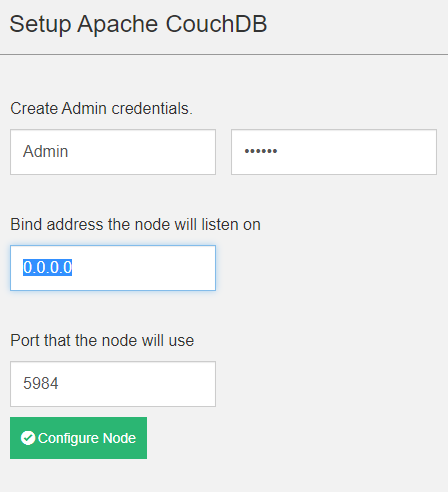 Setup Apache CouchDB
Create Admin credentials.
Admin ••••••
Bind address the node will listen on
0.0.0.0
Port that the node will use
5984
Configure Node